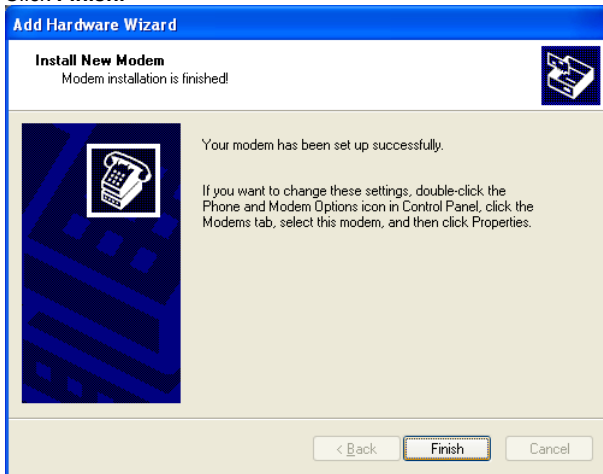 Click Finish.
Add Hardware Wizard
Install New Modem
Modem installation is finished!
Your modem has been set up successfully.
If you want to change these settings, double-click the
Phone and Modem Options icon in Control Panel, click the
Modems tab, select this modem, and then click Properties.
< Back
Finish
Cancel